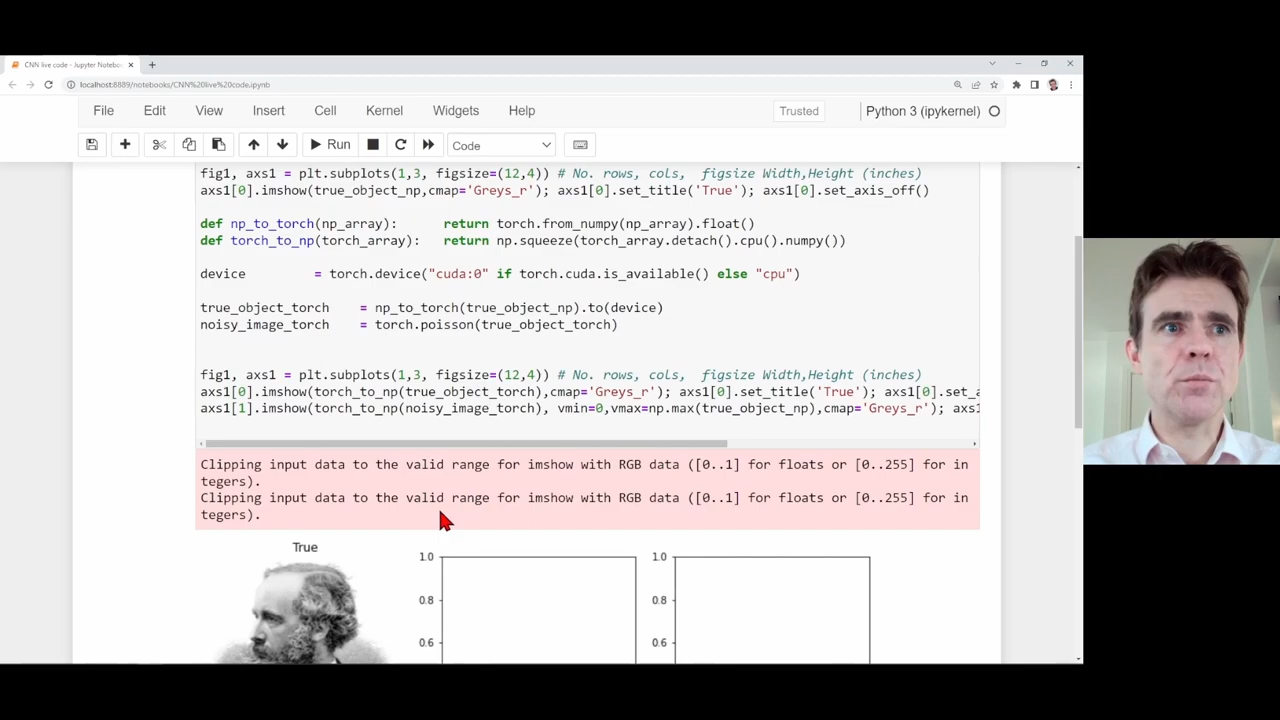 CNN live code - Jupyter Notebo
localhost:8889/notebooks/CNN%20live%20code.ipynb
File Edit View Insert Cell Kernel Widgets Help Trusted Python 3 (ipykernel)
Run Code
fig1, axs1 = plt.subplots(1,3, figsize=(12,4)) # No. rows, cols,  figsize Width,Height (inches)
axs1[0].imshow(true_object_np,cmap='Greys_r'); axs1[0].set_title('True'); axs1[0].set_axis_off()
def np_to_torch(np_array):      return torch.from_numpy(np_array).float()
def torch_to_np(torch_array):   return np.squeeze(torch_array.detach().cpu().numpy())
device         = torch.device("cuda:0" if torch.cuda.is_available() else "cpu")
true_object_torch    = np_to_torch(true_object_np).to(device)
noisy_image_torch    = torch.poisson(true_object_torch)
fig1, axs1 = plt.subplots(1,3, figsize=(12,4)) # No. rows, cols,  figsize Width,Height (inches)
axs1[0].imshow(torch_to_np(true_object_torch),cmap='Greys_r'); axs1[0].set_title('True'); axs1[0].set_a
axs1[1].imshow(torch_to_np(noisy_image_torch), vmin=0,vmax=np.max(true_object_np),cmap='Greys_r'); axs1
Clipping input data to the valid range for imshow with RGB data ([0..1] for floats or [0..255] for in
tegers).
Clipping input data to the valid range for imshow with RGB data ([0..1] for floats or [0..255] for in
tegers).
True
1.0 1.0
0.8 0.8
0.6 0.6